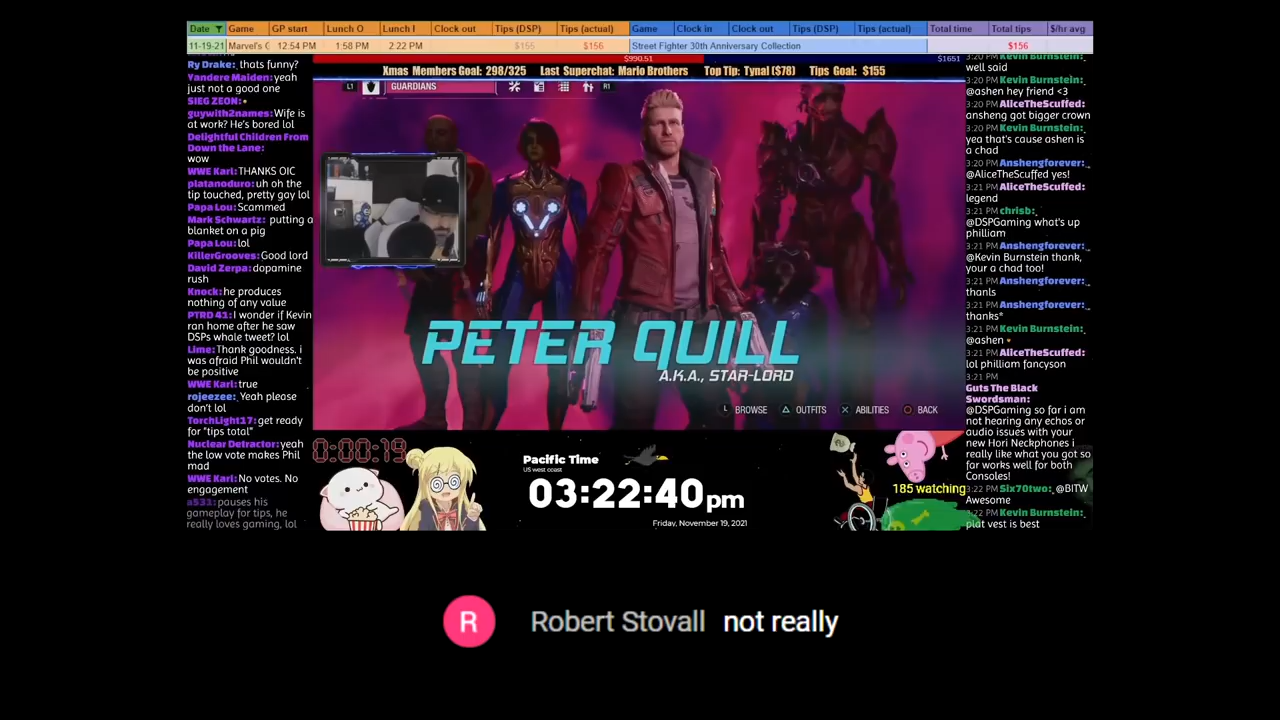 Date Game GP start Lunch O Lunch I Clock out Tips (DSP) Tips (actual) Game Clock in Clock out Tips (DSP) Tips (actual) Total time Total tips $/hr avg
11-19-21 Marvel's G 12:54 PM 1:58 PM 2:22 PM $155 $156 Street Fighter 30th Anniversary Collection $156
$990.51 $1651
Xmas Members Goal: 298/325 Last Superchat: Mario Brothers Top Tip: Tynal ($78) Tips Goal: $155
L1 GUARDIANS R1
Ry Drake: thats funny?
Yandere Maiden: yeah
just not a good one
SIEG ZEON:
guywith2names: Wife is
at work? He's bored lol
Delightful Children From
Down the Lane:
wow
WWE Karl: THANKS OIC
platanoduro: uh oh the
tip touched, pretty gay lol
Papa Lou: Scammed
Mark Schwartz: putting a
blanket on a pig
Papa Lou: lol
KillerGrooves: Good lord
David Zerpa: dopamine
rush
Knock: he produces
nothing of any value
PTRD 41: I wonder if Kevin
ran home after he saw
DSPs whale tweet? lol
Lime: Thank goodness. i
was afraid Phil wouldn't
be positive
WWE Karl: true
rojeezee: Yeah please
don't lol
TorchLight17: get ready
for "tips total"
Nuclear Detractor: yeah
the low vote makes Phil
mad
WWE Karl: No votes. No
engagement
a531: pauses his
gameplay for tips, he
really loves gaming, lol
PETER QUILL
A.K.A., STAR-LORD
L BROWSE OUTFITS X ABILITIES BACK
0:00:19
Pacific Time
US west coast
03:22:40pm
Friday, November 19, 2021
185 watching
3:20 PM Kevin Burnstein:
well said
3:20 PM Kevin Burnstein:
@ashen hey friend <3
3:20 PM AliceTheScuffed:
ansheng got bigger crown
3:20 PM Kevin Burnstein:
yea that's cause ashen is
a chad
3:20 PM Anshengforever:
@AliceTheScuffed yes!
3:21 PM AliceTheScuffed:
legend
3:21 PM chrisb:
@DSPGaming what's up
philliam
3:21 PM Anshengforever:
@Kevin Burnstein thank,
your a chad too!
3:21 PM Anshengforever:
thanls
3:21 PM Anshengforever:
thanks*
3:21 PM Kevin Burnstein:
@ashen
3:21 PM AliceTheScuffed:
lol philliam fancyson
3:21 PM
Guts The Black
Swordsman:
@DSPGaming so far i am
not hearing any echos or
audio issues with your
new Hori Neckphones i
really like what you got so
far works well for both
Consoles!
3:22 PM Six70two: @BITW
Awesome
3:22 PM Kevin Burnstein:
plat vest is best
R Robert Stovall not really